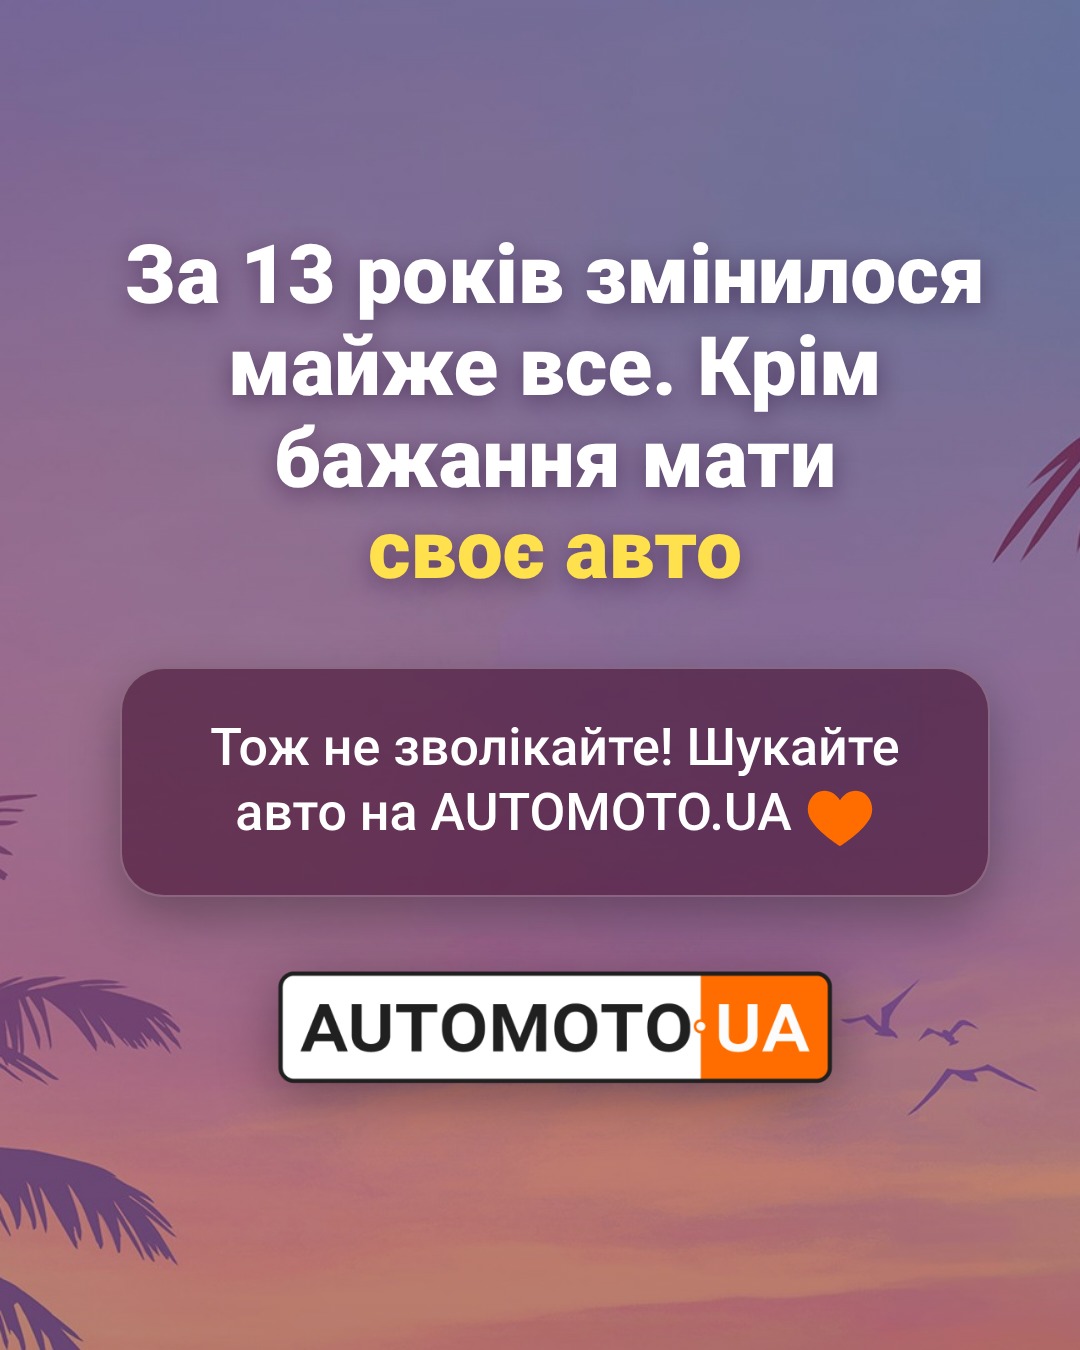 За 13 років змінилося
майже все. Крім
бажання мати
своє авто
Тож не зволікайте! Шукайте
авто на AUTOMOTO.UA
AUTOMOTO UA